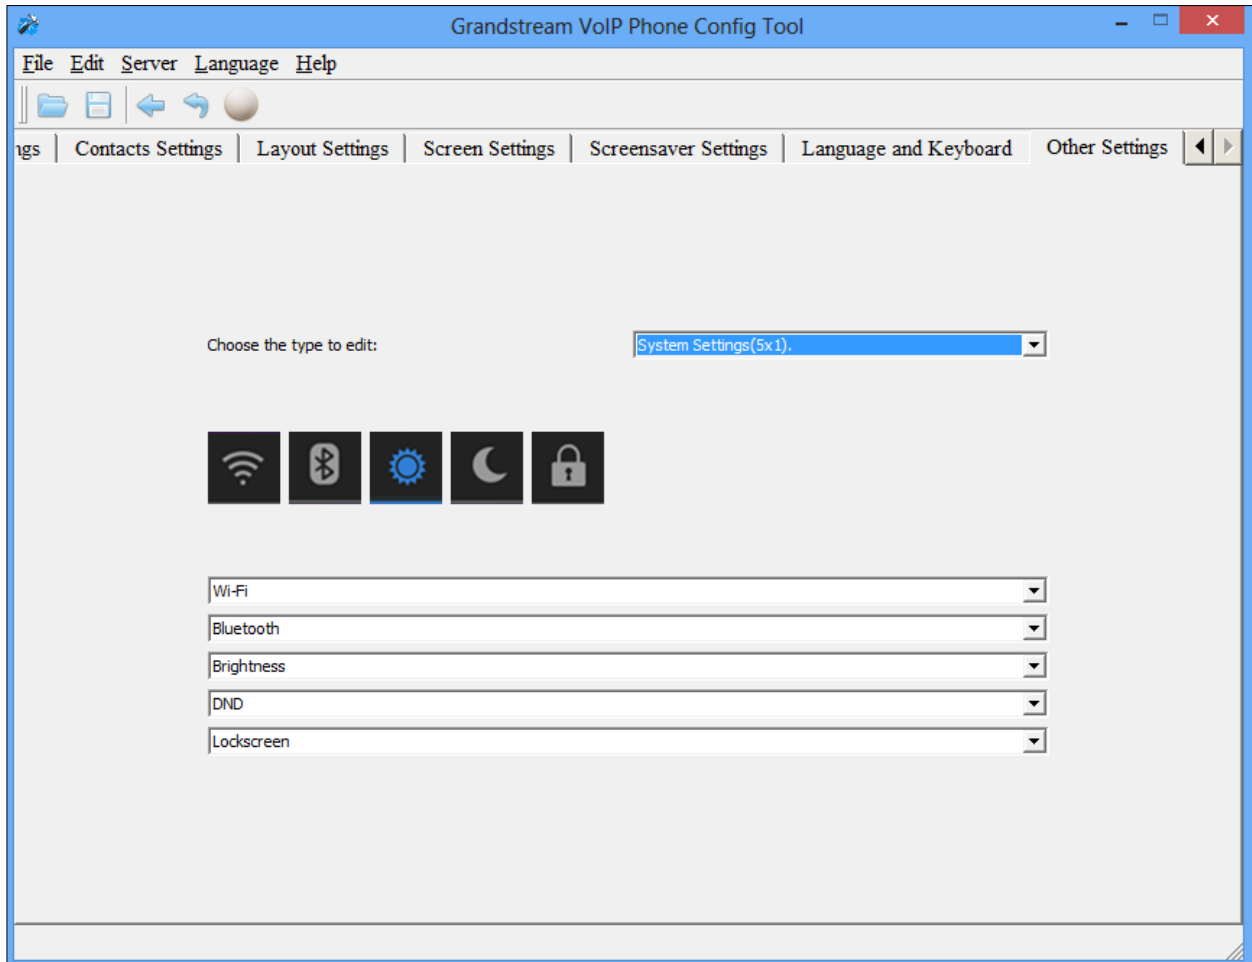 Grandstream VoIP Phone Config Tool
File Edit Server Language Help
Contacts Settings Layout Settings Screen Settings Screensaver Settings Language and Keyboard Other Settings
Choose the type to edit: System Settings(5x1).
Wi-Fi
Bluetooth
Brightness
DND
Lockscreen